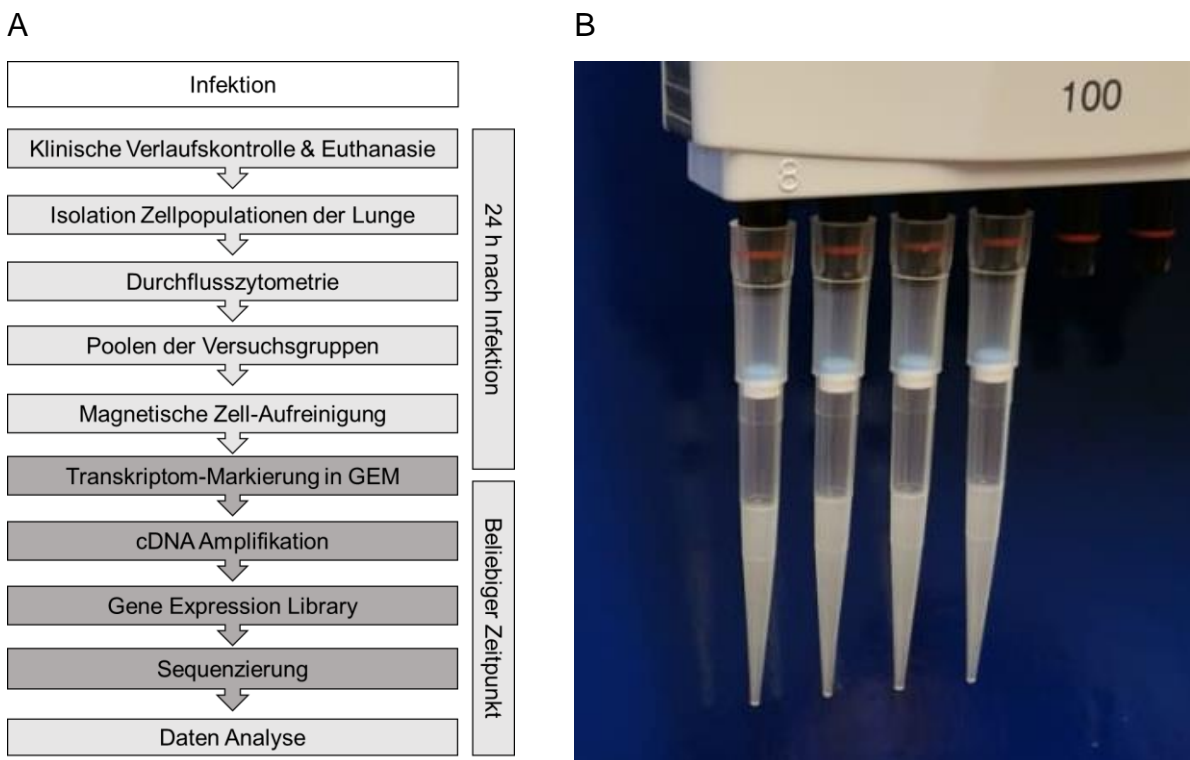 A
Infektion
Klinische Verlaufskontrolle & Euthanasie
Isolation Zellpopulationen der Lunge
Durchflusszytometrie
Poolen der Versuchsgruppen
Magnetische Zell-Aufreinigung
Transkriptom-Markierung in GEM
cDNA Amplifikation
Gene Expression Library
Sequenzierung
Daten Analyse
24 h nach Infektion
Beliebiger Zeitpunkt
B
100
8